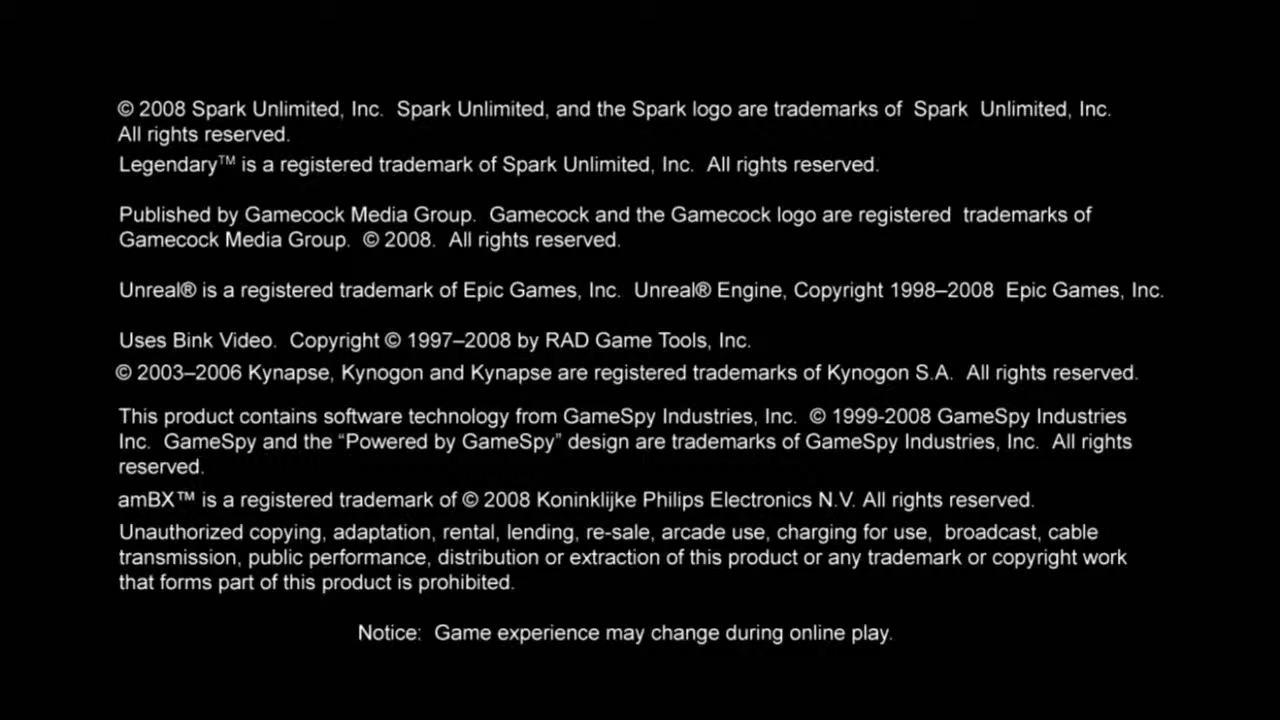 © 2008 Spark Unlimited, Inc.  Spark Unlimited, and the Spark logo are trademarks of  Spark  Unlimited, Inc.
All rights reserved.
Legendary™ is a registered trademark of Spark Unlimited, Inc.  All rights reserved.
Published by Gamecock Media Group.  Gamecock and the Gamecock logo are registered  trademarks of
Gamecock Media Group.  © 2008.  All rights reserved.
Unreal® is a registered trademark of Epic Games, Inc.  Unreal® Engine, Copyright 1998–2008  Epic Games, Inc.
Uses Bink Video.  Copyright © 1997–2008 by RAD Game Tools, Inc.
© 2003–2006 Kynapse, Kynogon and Kynapse are registered trademarks of Kynogon S.A.  All rights reserved.
This product contains software technology from GameSpy Industries, Inc.  © 1999-2008 GameSpy Industries
Inc.  GameSpy and the “Powered by GameSpy” design are trademarks of GameSpy Industries, Inc.  All rights
reserved.
amBX™ is a registered trademark of © 2008 Koninklijke Philips Electronics N.V. All rights reserved.
Unauthorized copying, adaptation, rental, lending, re-sale, arcade use, charging for use,  broadcast, cable
transmission, public performance, distribution or extraction of this product or any trademark or copyright work
that forms part of this product is prohibited.
Notice:  Game experience may change during online play.